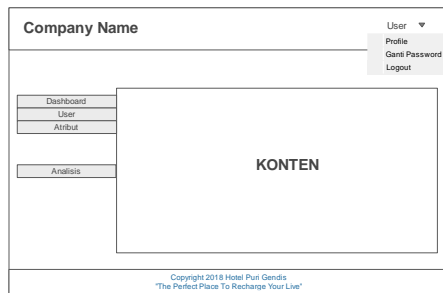 Company Name
User
Profile
Ganti Password
Logout
Dashboard
User
Atribut
Analisis
KONTEN
Copyright 2018 Hotel Puri Gendis
"The Perfect Place To Recharge Your Live"